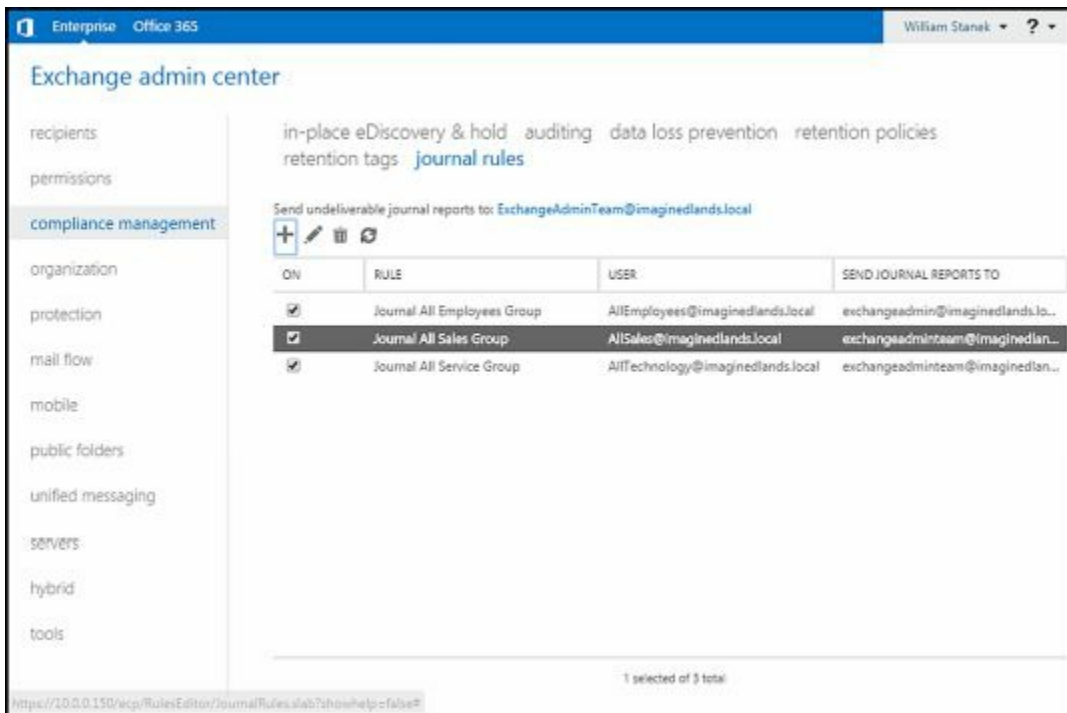 Enterprise Office 365 William Stanek ?
Exchange admin center
recipients
permissions
compliance management
organization
protection
mail flow
mobile
public folders
unified messaging
servers
hybrid
tools
in-place eDiscovery & hold auditing data loss prevention retention policies
retention tags journal rules
Send undeliverable journal reports to: ExchangeAdminTeam@imaginedlands.local
ON RULE USER SEND JOURNAL REPORTS TO
Journal All Employees Group AllEmployees@imaginedlands.local exchangeadmin@imaginedlands.lo...
Journal All Sales Group AllSales@imaginedlands.local exchangeadminteam@imaginedlan...
Journal All Service Group AllTechnology@imaginedlands.local exchangeadminteam@imaginedlan...
1 selected of 3 total
https://10.0.0.150/ecp/RulesEditor/JournalRules.slab?showhelp=false#